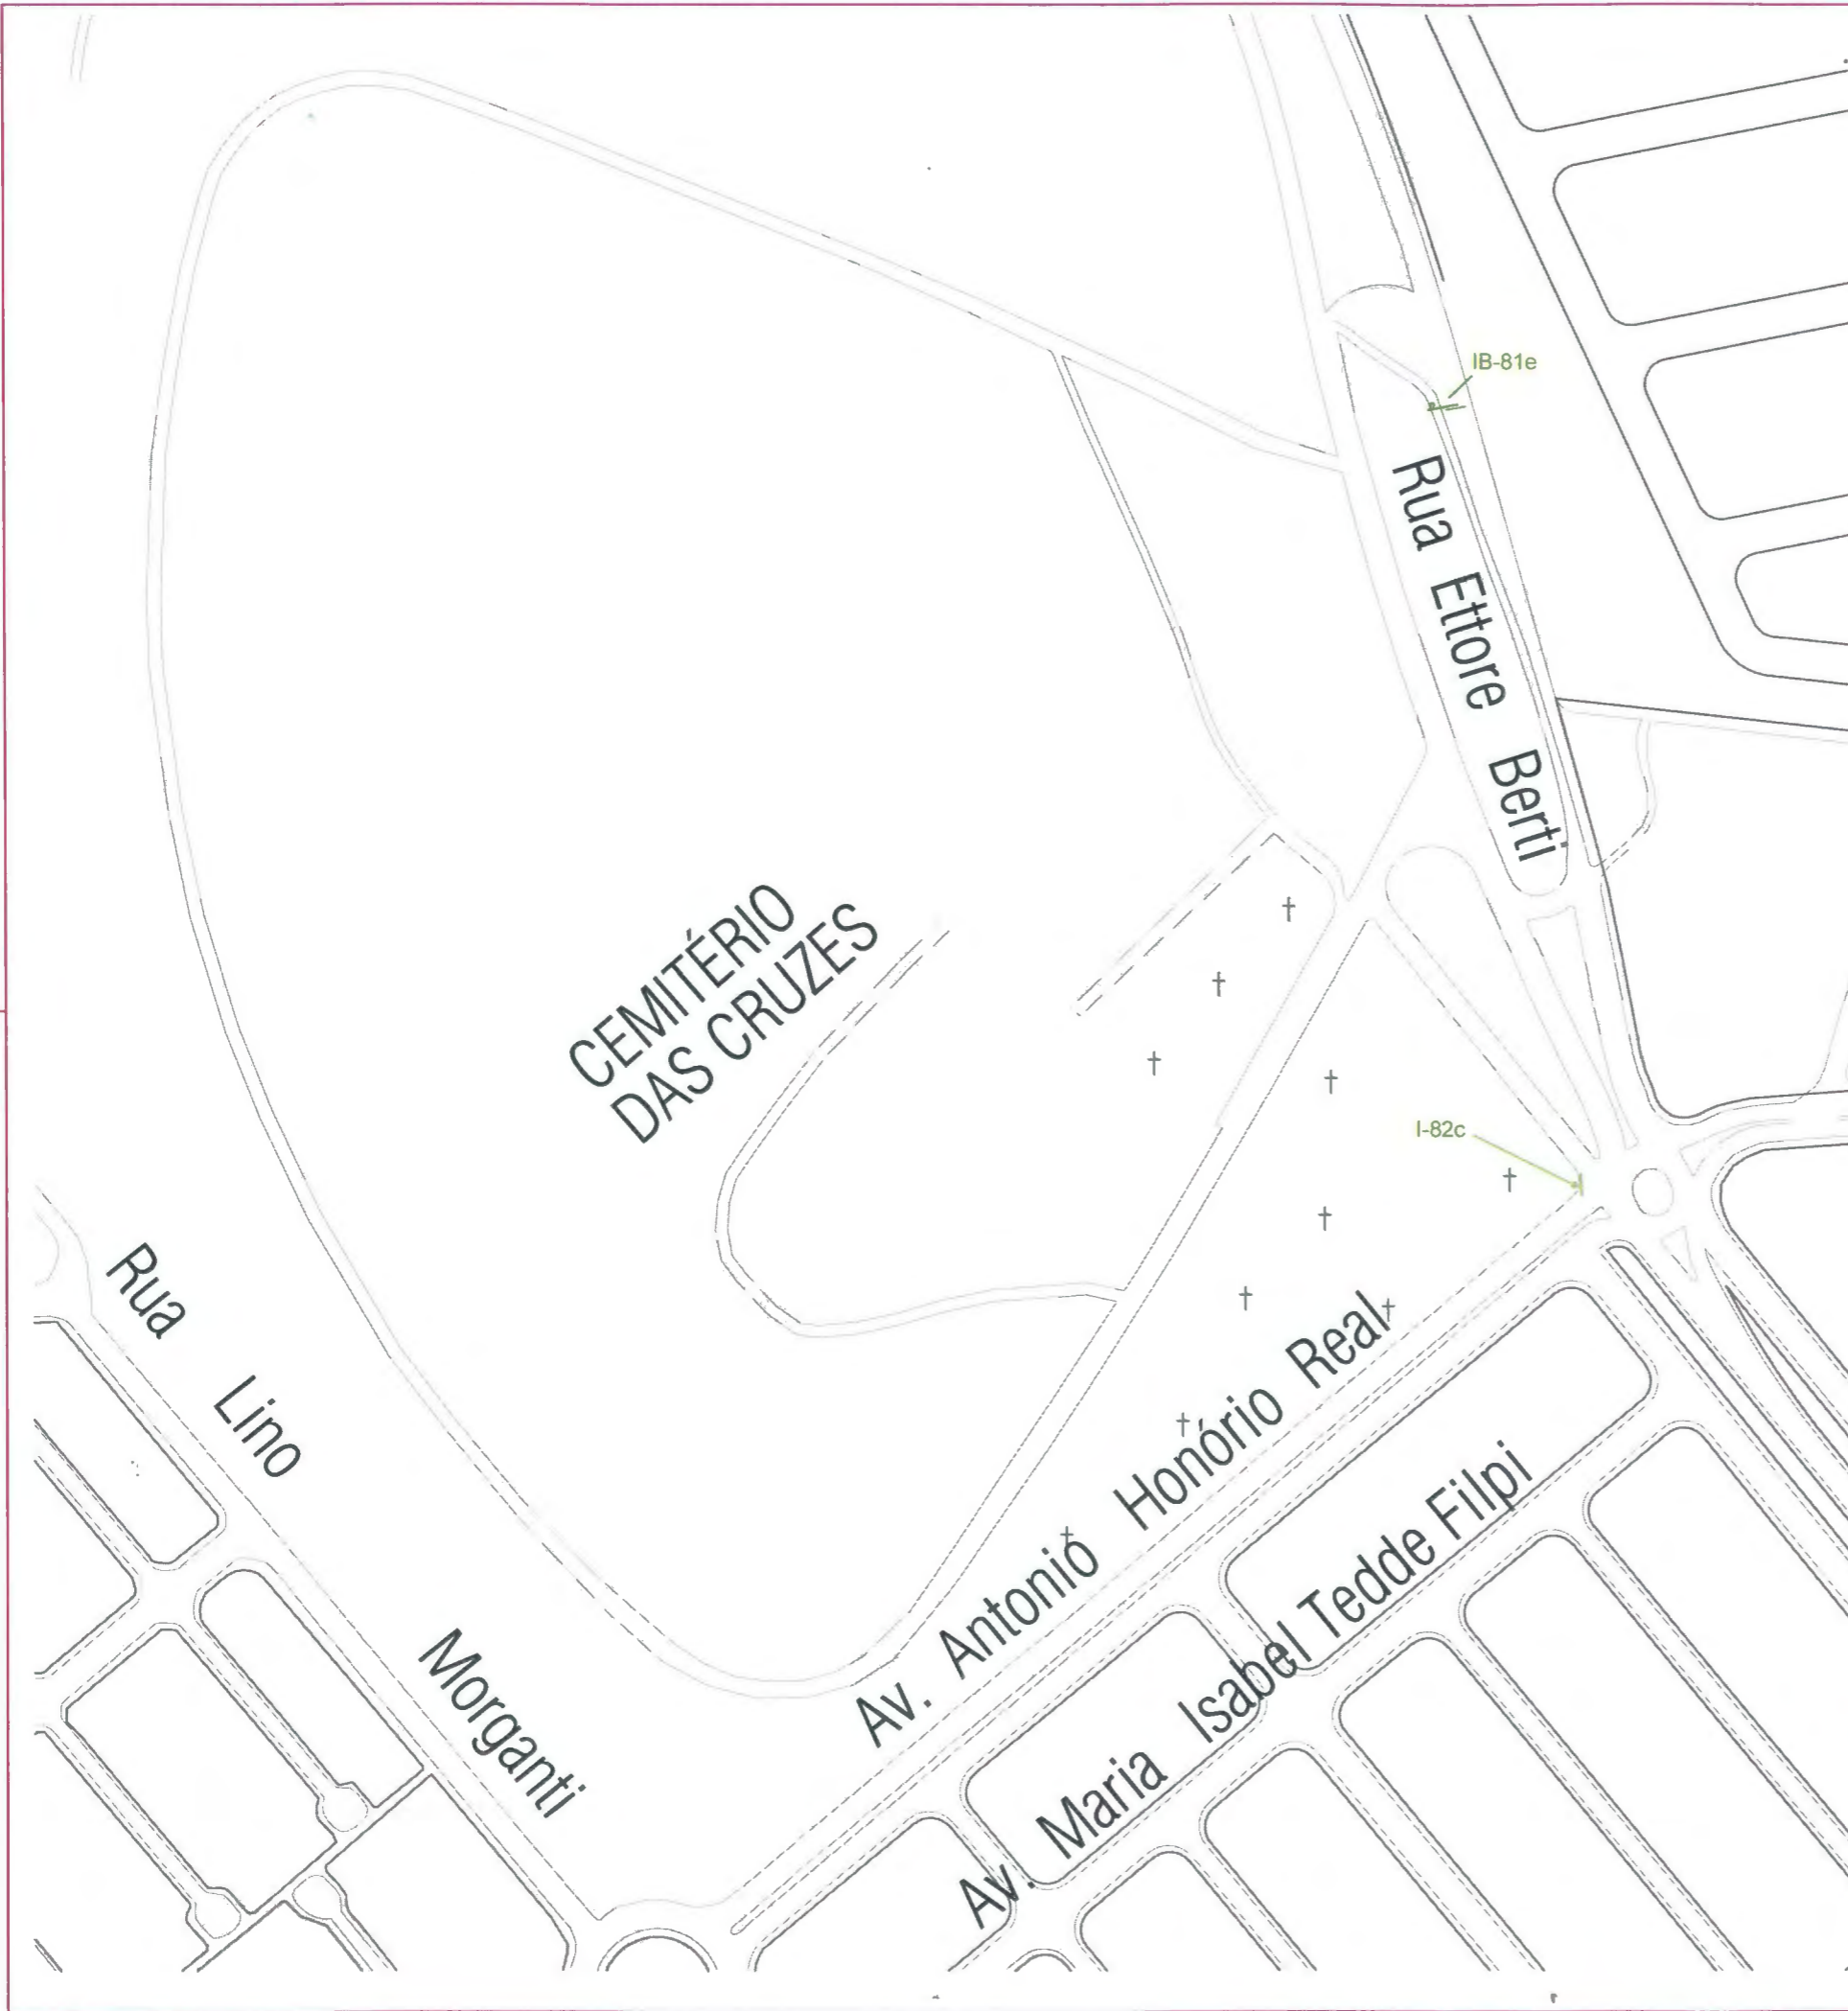 IB-81e
Rua Ettore Berti
CEMITÉRIO
DAS CRUZES
I-82c
Rua Lino Morganti
Av. Antonio Honório Real
Av. Maria Isabel Tedde Filpi